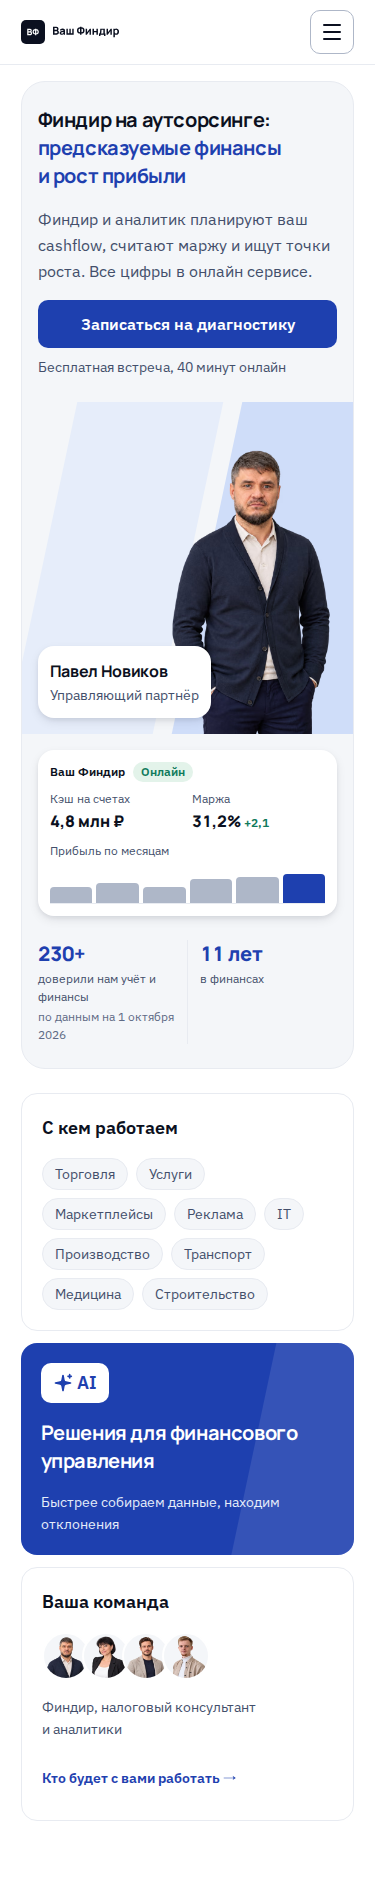 ВФ Ваш Финдир
Финдир на аутсорсинге:
предсказуемые финансы
и рост прибыли
Финдир и аналитик планируют ваш
cashflow, считают маржу и ищут точки
роста. Все цифры в онлайн сервисе.
Записаться на диагностику
Бесплатная встреча, 40 минут онлайн
Павел Новиков
Управляющий партнёр
Ваш Финдир Онлайн
Кэш на счетах
4,8 млн ₽
Маржа
31,2% +2,1
Прибыль по месяцам
230+
доверили нам учёт и
финансы
по данным на 1 октября
2026
11 лет
в финансах
С кем работаем
Торговля Услуги
Маркетплейсы Реклама IT
Производство Транспорт
Медицина Строительство
AI
Решения для финансового
управления
Быстрее собираем данные, находим
отклонения
Ваша команда
Финдир, налоговый консультант
и аналитики
Кто будет с вами работать →